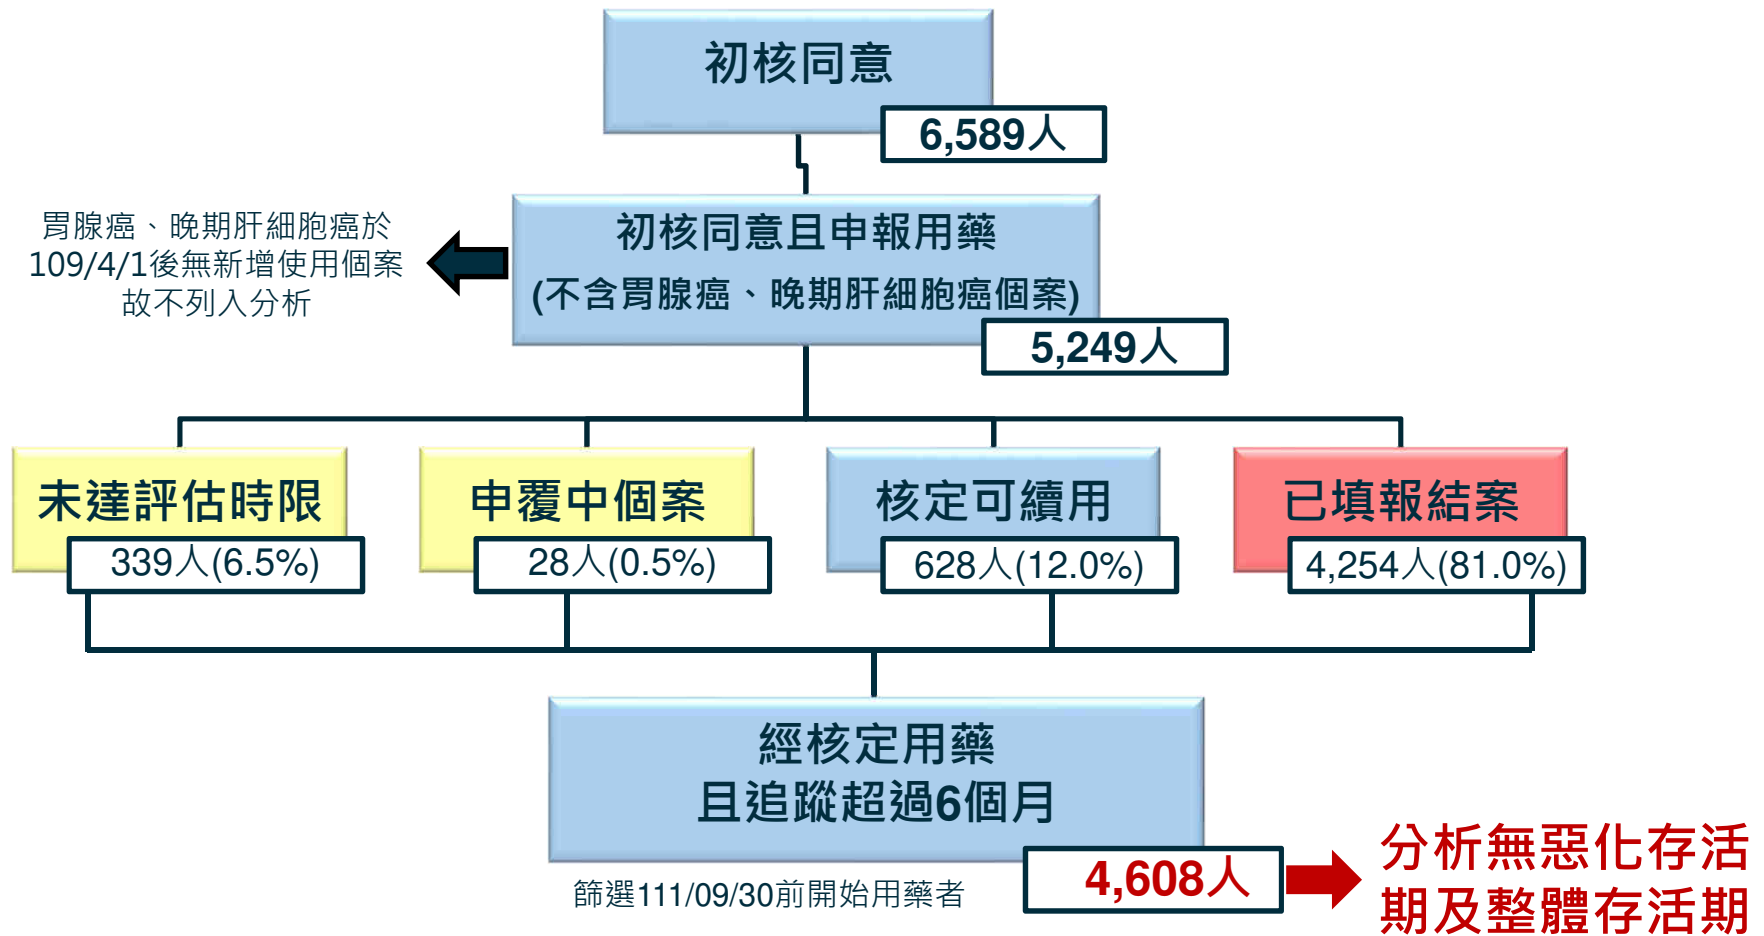 初核同意
6,589人
胃腺癌、晚期肝細胞癌於
109/4/1後無新增使用個案
故不列入分析
初核同意且申報用藥
(不含胃腺癌、晚期肝細胞癌個案)
5,249人
未達評估時限
339人(6.5%)
申覆中個案
28人(0.5%)
核定可續用
628人(12.0%)
已填報結案
4,254人(81.0%)
經核定用藥
且追蹤超過6個月
4,608人
篩選111/09/30前開始用藥者
分析無惡化存活
期及整體存活期